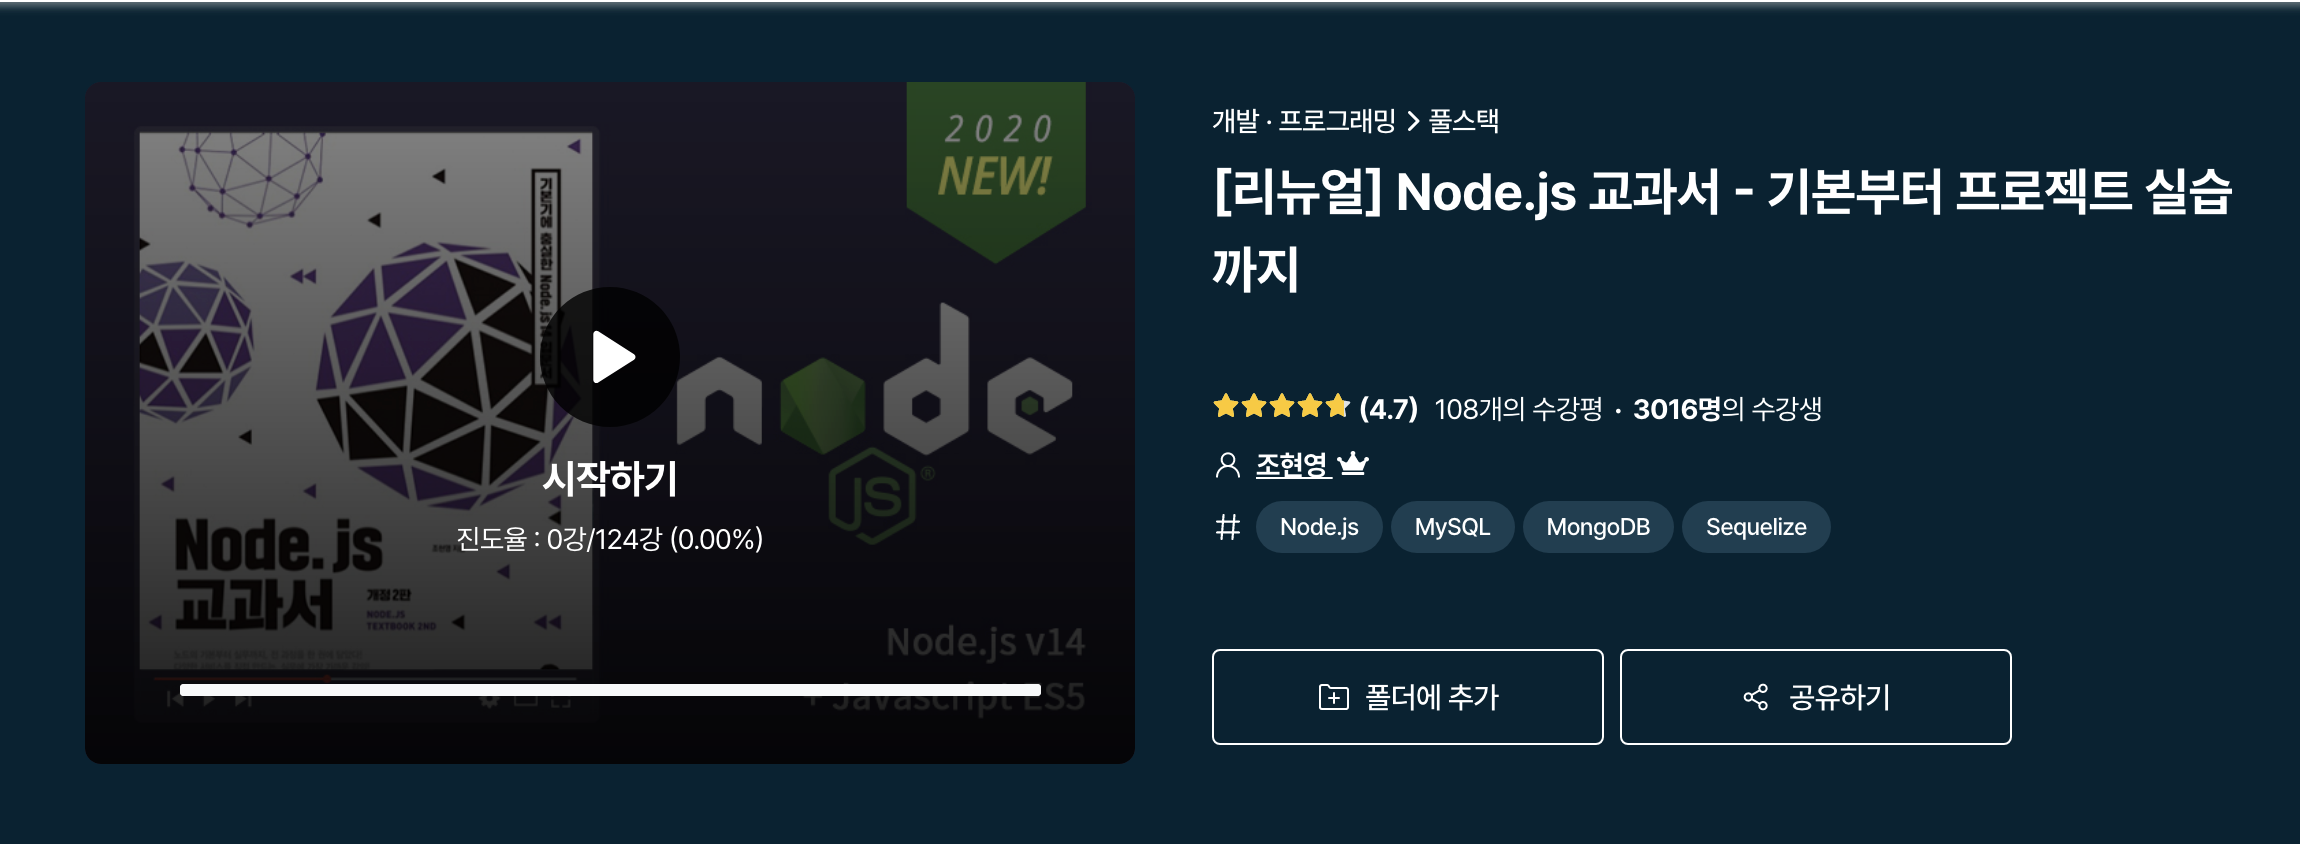 개발 · 프로그래밍 > 풀스택
[리뉴얼] Node.js 교과서 - 기본부터 프로젝트 실습
까지
(4.7) 108개의 수강평 · 3016명의 수강생
조현영
# Node.js MySQL MongoDB Sequelize
폴더에 추가
공유하기
2020
NEW!
기본기에 충실한 Node.js
node
JS®
시작하기
진도율 : 0강/124강 (0.00%)
Node.js
교과서
개정2판
NODE.JS
TEXTBOOK 2ND
Node.js v14
+ Javascript ES5